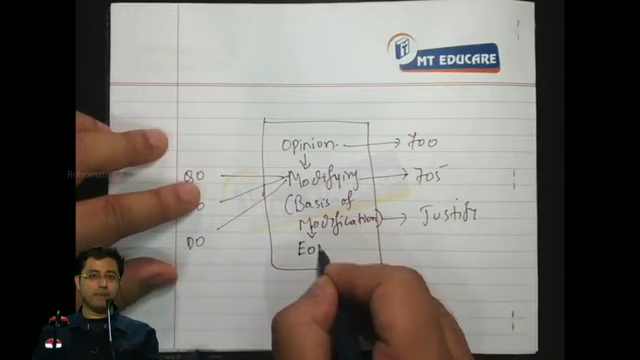 MT EDUCARE
Opinion. → 700
QO
Modifying → 705
(Basis of
Modification) → Justify
DO
EO